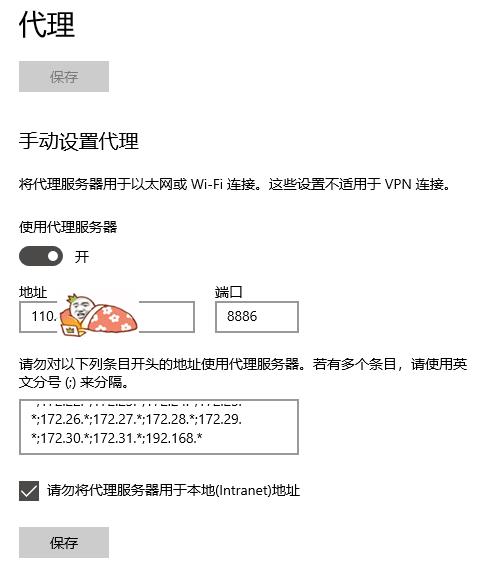 代理
保存
手动设置代理
将代理服务器用于以太网或 Wi-Fi 连接。这些设置不适用于 VPN 连接。
使用代理服务器
开
地址 端口
110. 8886
请勿对以下列条目开头的地址使用代理服务器。若有多个条目，请使用英
文分号 (;) 来分隔。
*;172.26.*;172.27.*;172.28.*;172.29.
*;172.30.*;172.31.*;192.168.*
请勿将代理服务器用于本地(Intranet)地址
保存